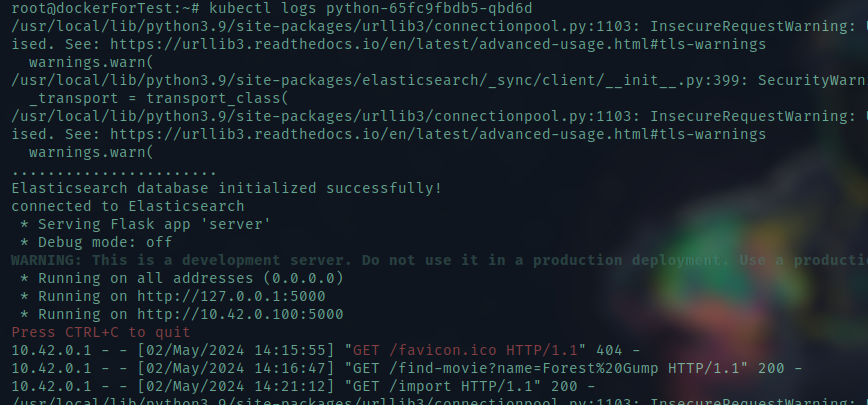 root@dockerForTest:~# kubectl logs python-65fc9fbdb5-qbd6d
/usr/local/lib/python3.9/site-packages/urllib3/connectionpool.py:1103: InsecureRequestWarning: U
ised. See: https://urllib3.readthedocs.io/en/latest/advanced-usage.html#tls-warnings
  warnings.warn(
/usr/local/lib/python3.9/site-packages/elasticsearch/_sync/client/__init__.py:399: SecurityWarn
  _transport = transport_class(
/usr/local/lib/python3.9/site-packages/urllib3/connectionpool.py:1103: InsecureRequestWarning: U
ised. See: https://urllib3.readthedocs.io/en/latest/advanced-usage.html#tls-warnings
  warnings.warn(
.......................
Elasticsearch database initialized successfully!
connected to Elasticsearch
 * Serving Flask app 'server'
 * Debug mode: off
WARNING: This is a development server. Do not use it in a production deployment. Use a productio
 * Running on all addresses (0.0.0.0)
 * Running on http://127.0.0.1:5000
 * Running on http://10.42.0.100:5000
Press CTRL+C to quit
10.42.0.1 - - [02/May/2024 14:15:55] "GET /favicon.ico HTTP/1.1" 404 -
10.42.0.1 - - [02/May/2024 14:16:47] "GET /find-movie?name=Forest%20Gump HTTP/1.1" 200 -
10.42.0.1 - - [02/May/2024 14:21:12] "GET /import HTTP/1.1" 200 -
/usr/local/lib/python3.9/site-packages/urllib3/connectionpool.py:1103: InsecureRequestWarning: